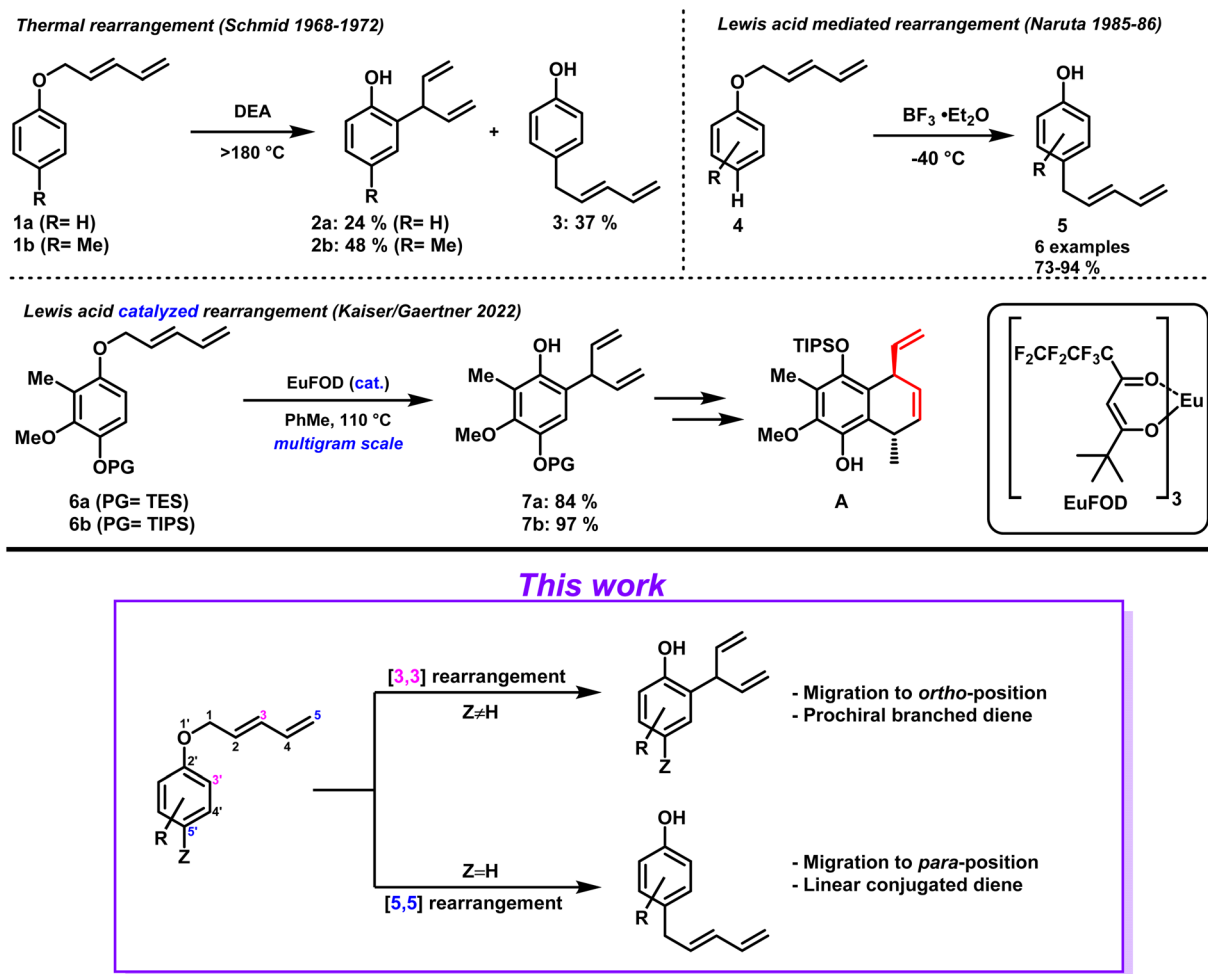 Thermal rearrangement (Schmid 1968-1972)
O
R
1a (R= H)
1b (R= Me)
DEA
>180 °C
OH
R
2a: 24 % (R= H)
2b: 48 % (R= Me)
+
OH
3: 37 %
Lewis acid mediated rearrangement (Naruta 1985-86)
O
R
H
4
BF3 •Et2O
-40 °C
OH
R
5
6 examples
73-94 %
Lewis acid catalyzed rearrangement (Kaiser/Gaertner 2022)
O
Me
MeO
OPG
6a (PG= TES)
6b (PG= TIPS)
EuFOD (cat.)
PhMe, 110 °C
multigram scale
OH
Me
MeO
OPG
7a: 84 %
7b: 97 %
TIPSO
Me
MeO
OH
A
F2CF2CF3C
O
Eu
O
3
EuFOD
This work
O
1'
1
2
3
4
5
2'
3'
4'
5'
R
Z
[3,3] rearrangement
Z≠H
OH
R
Z
- Migration to ortho-position
- Prochiral branched diene
Z=H
[5,5] rearrangement
OH
R
- Migration to para-position
- Linear conjugated diene